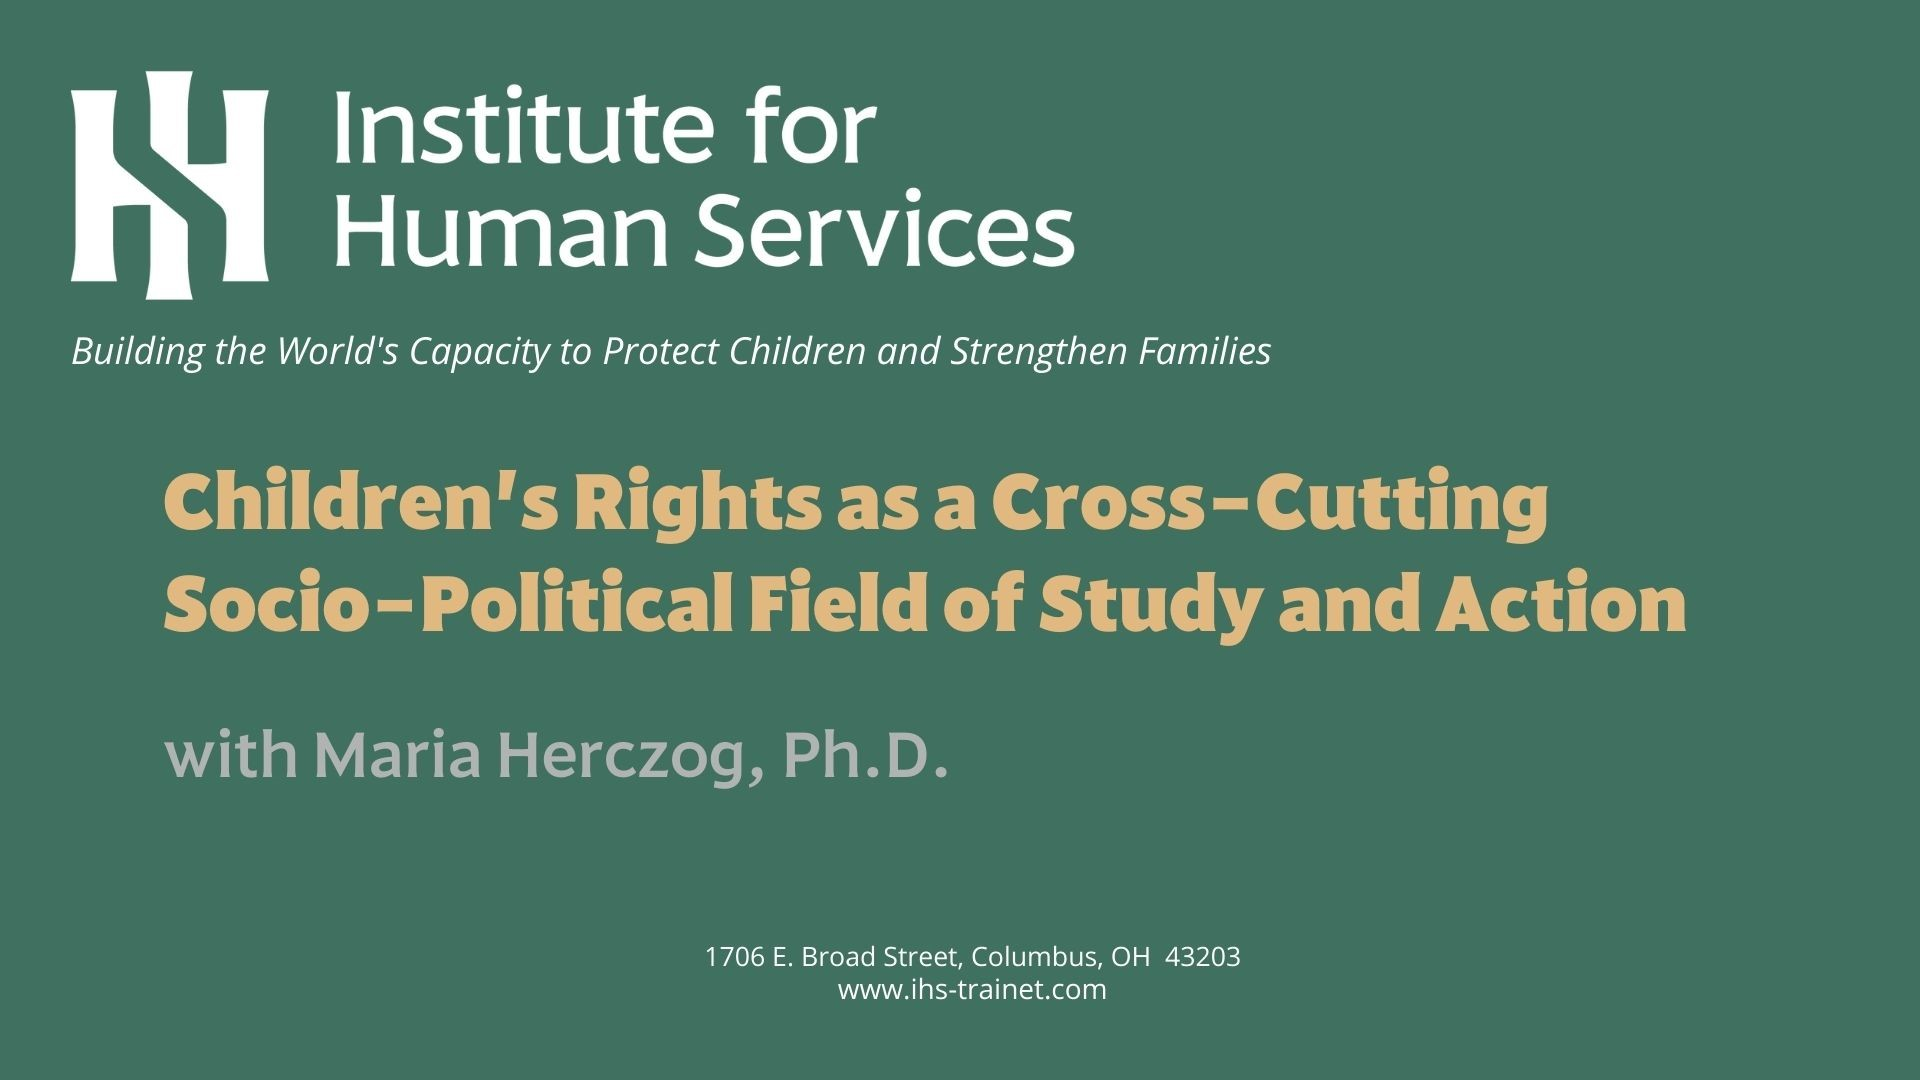 Institute for
Human Services
Building the World's Capacity to Protect Children and Strengthen Families
Children's Rights as a Cross-Cutting
Socio-Political Field of Study and Action
with Maria Herczog, Ph.D.
1706 E. Broad Street, Columbus, OH  43203
www.ihs-trainet.com